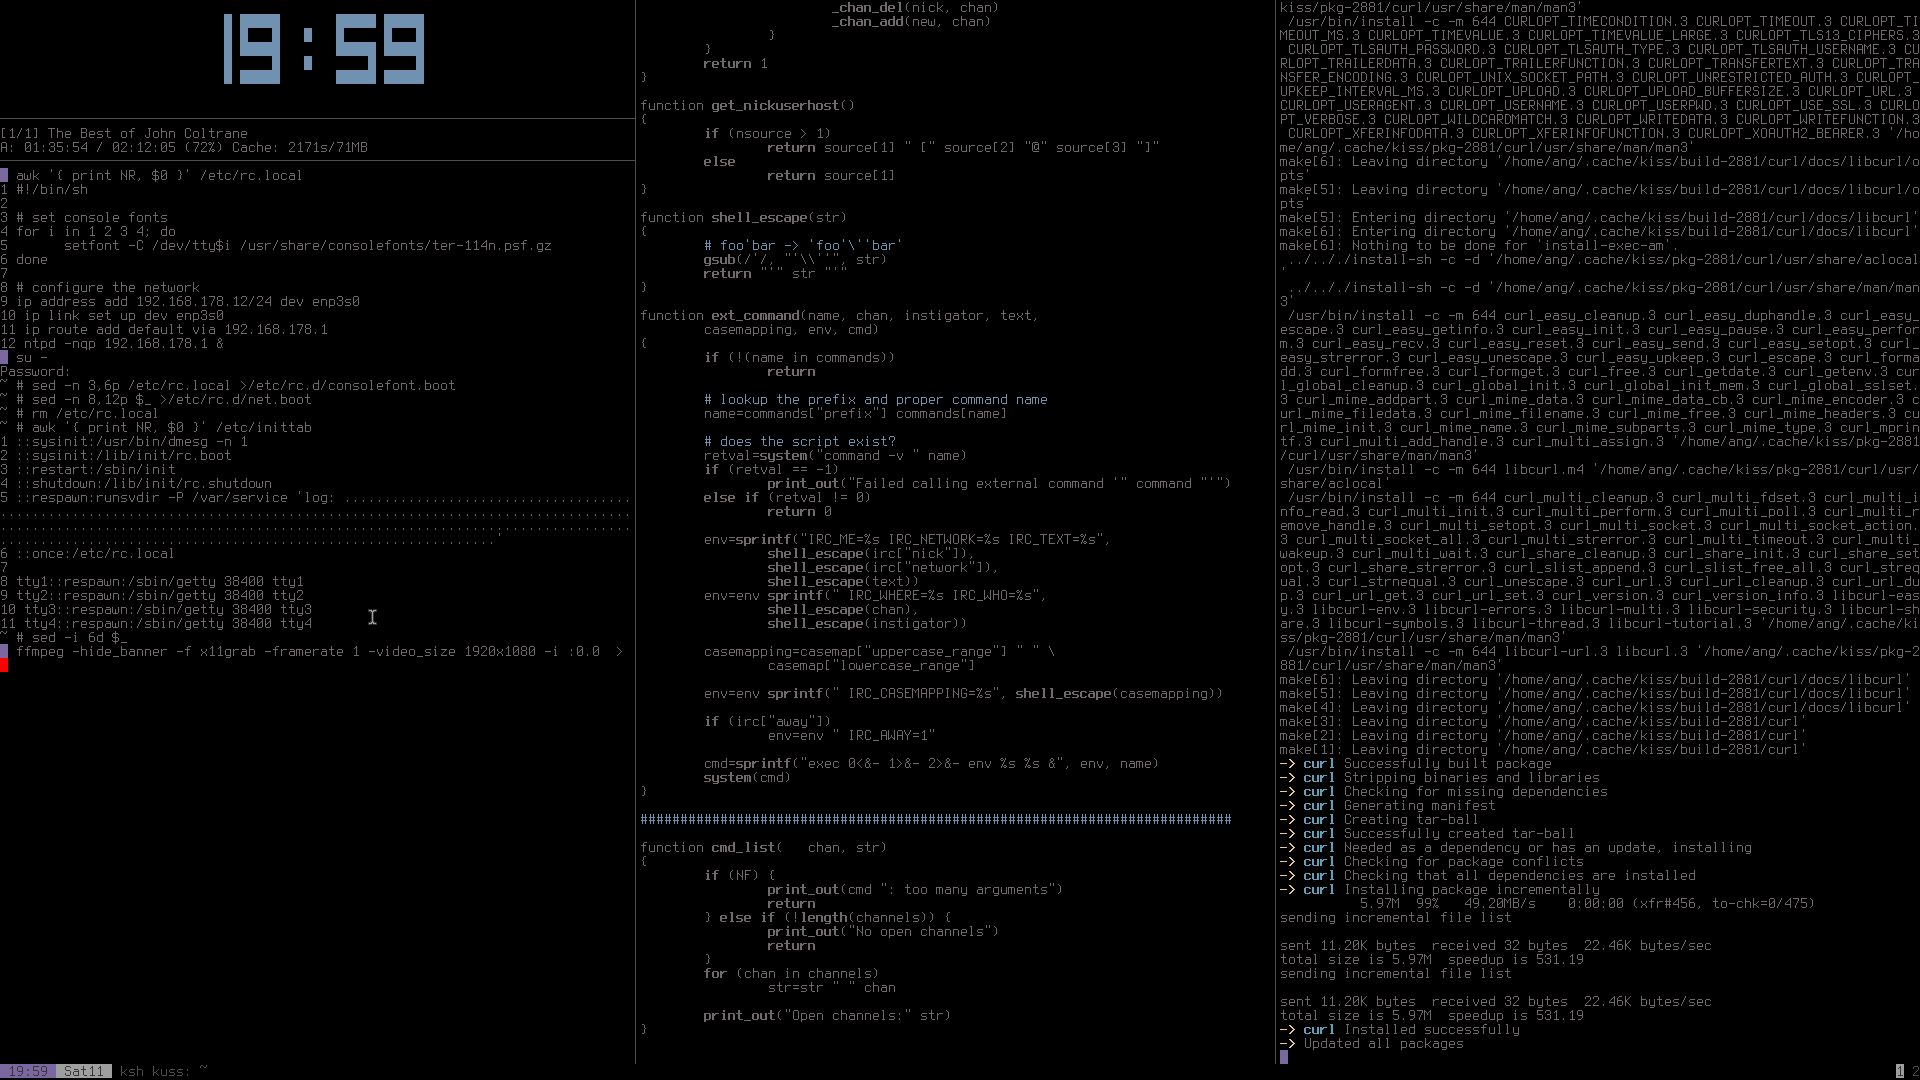 19:59
[1/1] The Best of John Coltrane
A: 01:35:54 / 02:12:05 (72%) Cache: 2171s/71MB
awk '{ print NR, $0 }' /etc/rc.local
1 #!/bin/sh
2
3 # set console fonts
4 for i in 1 2 3 4; do
5       setfont -C /dev/tty$i /usr/share/consolefonts/ter-114n.psf.gz
6 done
7
8 # configure the network
9 ip address add 192.168.178.12/24 dev enp3s0
10 ip link set up dev enp3s0
11 ip route add default via 192.168.178.1
12 ntpd -nqp 192.168.178.1 &
su -
Password:
~ # sed -n 3,6p /etc/rc.local >/etc/rc.d/consolefont.boot
~ # sed -n 8,12p $_ >/etc/rc.d/net.boot
~ # rm /etc/rc.local
~ # awk '{ print NR, $0 }' /etc/inittab
1 ::sysinit:/usr/bin/dmesg -n 1
2 ::sysinit:/lib/init/rc.boot
3 ::restart:/sbin/init
4 ::shutdown:/lib/init/rc.shutdown
5 ::respawn:runsvdir -P /var/service 'log: ....................................
...............................................................................
...............................................................................
..............................................................'
6 ::once:/etc/rc.local
7
8 tty1::respawn:/sbin/getty 38400 tty1
9 tty2::respawn:/sbin/getty 38400 tty2
10 tty3::respawn:/sbin/getty 38400 tty3
11 tty4::respawn:/sbin/getty 38400 tty4
~ # sed -i 6d $_
ffmpeg -hide_banner -f x11grab -framerate 1 -video_size 1920x1080 -i :0.0  >
19:59 Sat11 ksh kuss: ~
_chan_del(nick, chan)
_chan_add(new, chan)
}
}
return 1
}
function get_nickuserhost()
{
if (nsource > 1)
return source[1] " [" source[2] "@" source[3] "]"
else
return source[1]
}
function shell_escape(str)
{
# foo'bar -> 'foo'\''bar'
gsub(/'/, "'\\''", str)
return "'" str "'"
}
function ext_command(name, chan, instigator, text,
casemapping, env, cmd)
{
if (!(name in commands))
return
# lookup the prefix and proper command name
name=commands["prefix"] commands[name]
# does the script exist?
retval=system("command -v " name)
if (retval == -1)
print_out("Failed calling external command '" command "'")
else if (retval != 0)
return 0
env=sprintf("IRC_ME=%s IRC_NETWORK=%s IRC_TEXT=%s",
shell_escape(irc["nick"]),
shell_escape(irc["network"]),
shell_escape(text))
env=env sprintf(" IRC_WHERE=%s IRC_WHO=%s",
shell_escape(chan),
shell_escape(instigator))
casemapping=casemap["uppercase_range"] " " \
casemap["lowercase_range"]
env=env sprintf(" IRC_CASEMAPPING=%s", shell_escape(casemapping))
if (irc["away"])
env=env " IRC_AWAY=1"
cmd=sprintf("exec 0<&- 1>&- 2>&- env %s %s &", env, name)
system(cmd)
}
##########################################################################
function cmd_list(   chan, str)
{
if (NF) {
print_out(cmd ": too many arguments")
return
} else if (!length(channels)) {
print_out("No open channels")
return
}
for (chan in channels)
str=str " " chan
print_out("Open channels:" str)
}
kiss/pkg-2881/curl/usr/share/man/man3'
/usr/bin/install -c -m 644 CURLOPT_TIMECONDITION.3 CURLOPT_TIMEOUT.3 CURLOPT_TI
MEOUT_MS.3 CURLOPT_TIMEVALUE.3 CURLOPT_TIMEVALUE_LARGE.3 CURLOPT_TLS13_CIPHERS.3
CURLOPT_TLSAUTH_PASSWORD.3 CURLOPT_TLSAUTH_TYPE.3 CURLOPT_TLSAUTH_USERNAME.3 CU
RLOPT_TRAILERDATA.3 CURLOPT_TRAILERFUNCTION.3 CURLOPT_TRANSFERTEXT.3 CURLOPT_TRA
NSFER_ENCODING.3 CURLOPT_UNIX_SOCKET_PATH.3 CURLOPT_UNRESTRICTED_AUTH.3 CURLOPT_
UPKEEP_INTERVAL_MS.3 CURLOPT_UPLOAD.3 CURLOPT_UPLOAD_BUFFERSIZE.3 CURLOPT_URL.3
CURLOPT_USERAGENT.3 CURLOPT_USERNAME.3 CURLOPT_USERPWD.3 CURLOPT_USE_SSL.3 CURLO
PT_VERBOSE.3 CURLOPT_WILDCARDMATCH.3 CURLOPT_WRITEDATA.3 CURLOPT_WRITEFUNCTION.3
CURLOPT_XFERINFODATA.3 CURLOPT_XFERINFOFUNCTION.3 CURLOPT_XOAUTH2_BEARER.3 '/ho
me/ang/.cache/kiss/pkg-2881/curl/usr/share/man/man3'
make[6]: Leaving directory '/home/ang/.cache/kiss/build-2881/curl/docs/libcurl/o
pts'
make[5]: Leaving directory '/home/ang/.cache/kiss/build-2881/curl/docs/libcurl/o
pts'
make[5]: Entering directory '/home/ang/.cache/kiss/build-2881/curl/docs/libcurl'
make[6]: Entering directory '/home/ang/.cache/kiss/build-2881/curl/docs/libcurl'
make[6]: Nothing to be done for 'install-exec-am'.
../.././install-sh -c -d '/home/ang/.cache/kiss/pkg-2881/curl/usr/share/aclocal
'
../.././install-sh -c -d '/home/ang/.cache/kiss/pkg-2881/curl/usr/share/man/man
3'
/usr/bin/install -c -m 644 curl_easy_cleanup.3 curl_easy_duphandle.3 curl_easy_
escape.3 curl_easy_getinfo.3 curl_easy_init.3 curl_easy_pause.3 curl_easy_perfor
m.3 curl_easy_recv.3 curl_easy_reset.3 curl_easy_send.3 curl_easy_setopt.3 curl_
easy_strerror.3 curl_easy_unescape.3 curl_easy_upkeep.3 curl_escape.3 curl_forma
dd.3 curl_formfree.3 curl_formget.3 curl_free.3 curl_getdate.3 curl_getenv.3 cur
l_global_cleanup.3 curl_global_init.3 curl_global_init_mem.3 curl_global_sslset.
3 curl_mime_addpart.3 curl_mime_data.3 curl_mime_data_cb.3 curl_mime_encoder.3 c
url_mime_filedata.3 curl_mime_filename.3 curl_mime_free.3 curl_mime_headers.3 cu
rl_mime_init.3 curl_mime_name.3 curl_mime_subparts.3 curl_mime_type.3 curl_mprin
tf.3 curl_multi_add_handle.3 curl_multi_assign.3 '/home/ang/.cache/kiss/pkg-2881
/curl/usr/share/man/man3'
/usr/bin/install -c -m 644 libcurl.m4 '/home/ang/.cache/kiss/pkg-2881/curl/usr/
share/aclocal'
/usr/bin/install -c -m 644 curl_multi_cleanup.3 curl_multi_fdset.3 curl_multi_i
nfo_read.3 curl_multi_init.3 curl_multi_perform.3 curl_multi_poll.3 curl_multi_r
emove_handle.3 curl_multi_setopt.3 curl_multi_socket.3 curl_multi_socket_action.
3 curl_multi_socket_all.3 curl_multi_strerror.3 curl_multi_timeout.3 curl_multi_
wakeup.3 curl_multi_wait.3 curl_share_cleanup.3 curl_share_init.3 curl_share_set
opt.3 curl_share_strerror.3 curl_slist_append.3 curl_slist_free_all.3 curl_streq
ual.3 curl_strnequal.3 curl_unescape.3 curl_url.3 curl_url_cleanup.3 curl_url_du
p.3 curl_url_get.3 curl_url_set.3 curl_version.3 curl_version_info.3 libcurl-eas
y.3 libcurl-env.3 libcurl-errors.3 libcurl-multi.3 libcurl-security.3 libcurl-sh
are.3 libcurl-symbols.3 libcurl-thread.3 libcurl-tutorial.3 '/home/ang/.cache/ki
ss/pkg-2881/curl/usr/share/man/man3'
/usr/bin/install -c -m 644 libcurl-url.3 libcurl.3 '/home/ang/.cache/kiss/pkg-2
881/curl/usr/share/man/man3'
make[6]: Leaving directory '/home/ang/.cache/kiss/build-2881/curl/docs/libcurl'
make[5]: Leaving directory '/home/ang/.cache/kiss/build-2881/curl/docs/libcurl'
make[4]: Leaving directory '/home/ang/.cache/kiss/build-2881/curl/docs/libcurl'
make[3]: Leaving directory '/home/ang/.cache/kiss/build-2881/curl'
make[2]: Leaving directory '/home/ang/.cache/kiss/build-2881/curl'
make[1]: Leaving directory '/home/ang/.cache/kiss/build-2881/curl'
-> curl Successfully built package
-> curl Stripping binaries and libraries
-> curl Checking for missing dependencies
-> curl Generating manifest
-> curl Creating tar-ball
-> curl Successfully created tar-ball
-> curl Needed as a dependency or has an update, installing
-> curl Checking for package conflicts
-> curl Checking that all dependencies are installed
-> curl Installing package incrementally
5.97M  99%   49.20MB/s    0:00:00 (xfr#456, to-chk=0/475)
sending incremental file list
sent 11.20K bytes  received 32 bytes  22.46K bytes/sec
total size is 5.97M  speedup is 531.19
sending incremental file list
sent 11.20K bytes  received 32 bytes  22.46K bytes/sec
total size is 5.97M  speedup is 531.19
-> curl Installed successfully
-> Updated all packages
1 2